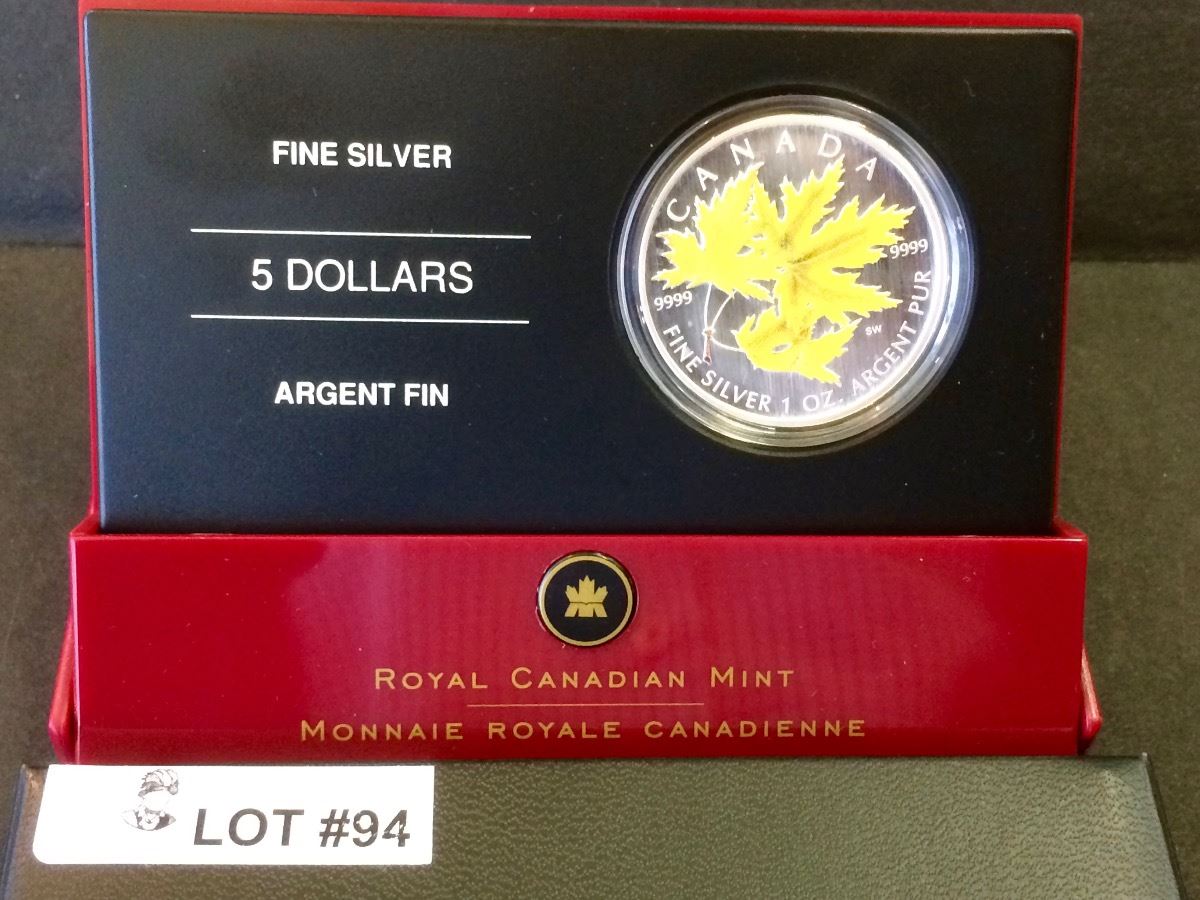 FINE SILVER
5 DOLLARS
ARGENT FIN
CANADA
9999
9999
SW
FINE SILVER 1 OZ. ARGENT PUR
ROYAL CANADIAN MINT
MONNAIE ROYALE CANADIENNE
LOT #94